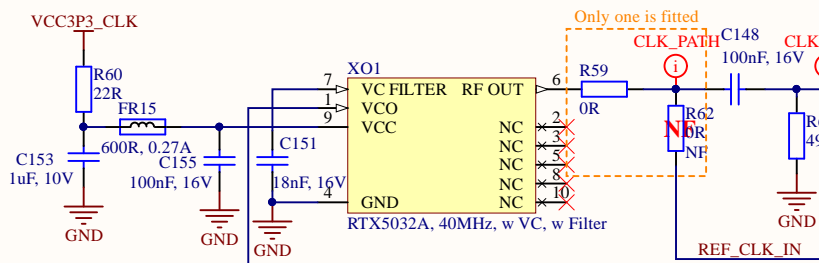 Only one is fitted
VCC3P3_CLK
CLK_PATH
C148
100nF, 16V
CLK
i
XO1
R60
22R
FR15
600R, 0.27A
C153
1uF, 10V
C155
100nF, 16V
C151
18nF, 16V
GND
GND
GND
7
1
9
4
VC FILTER
VCO
VCC
GND
RF OUT
NC
NC
NC
NC
NC
6
2
3
5
8
10
R59
0R
R62
0R
NF
NF
GND
RTX5032A, 40MHz, w VC, w Filter
REF_CLK_IN